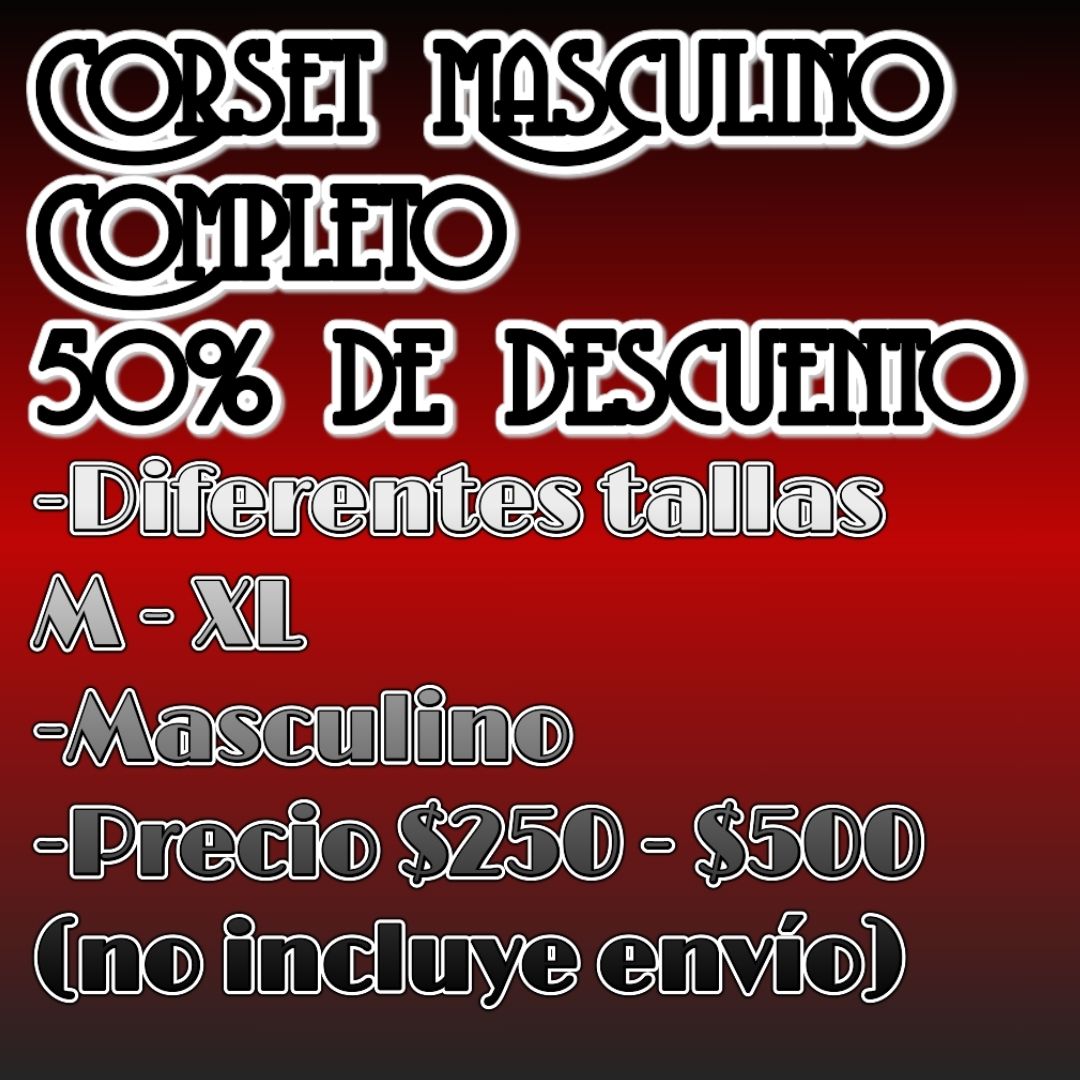 CORSET MASCULINO
COMPLETO
50% DE DESCUENTO
-Diferentes tallas
M - XL
-Masculino
-Precio $250 - $500
(no incluye envío)